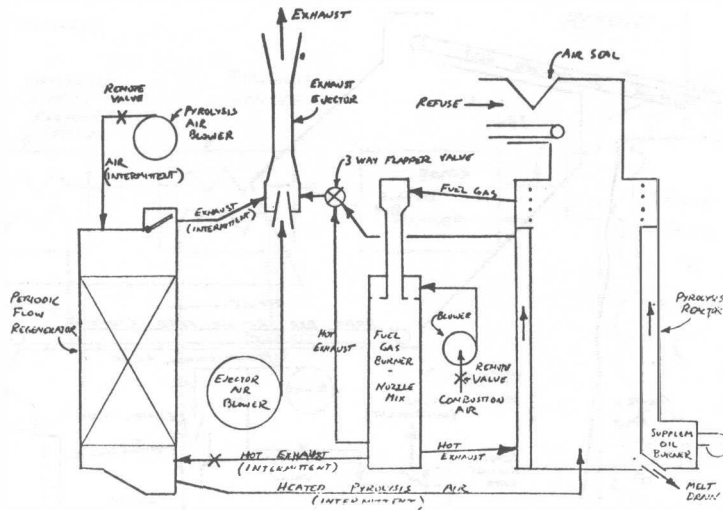 EXHAUST
AIR SEAL
REMOTE
VALVE
PYROLYSIS
AIR
BLOWER
EXHAUST
EJECTOR
REFUSE
AIR
(INTERMITTENT)
3 WAY FLAPPER VALVE
FUEL GAS
EXHAUST
(INTERMITTENT)
PERIODIC
FLOW
REGENERATOR
HOT
EXHAUST
FUEL
GAS
BURNER
-
NOZZLE
MIX
BLOWER
REMOTE
VALVE
COMBUSTION
AIR
PYROLYSIS
REACTOR
EJECTOR
AIR
BLOWER
HOT EXHAUST
(INTERMITTENT)
HOT
EXHAUST
SUPPLEM
OIL
BURNER
HEATED PYROLYSIS AIR
(INTERMITTENT)
MELT
DRAIN